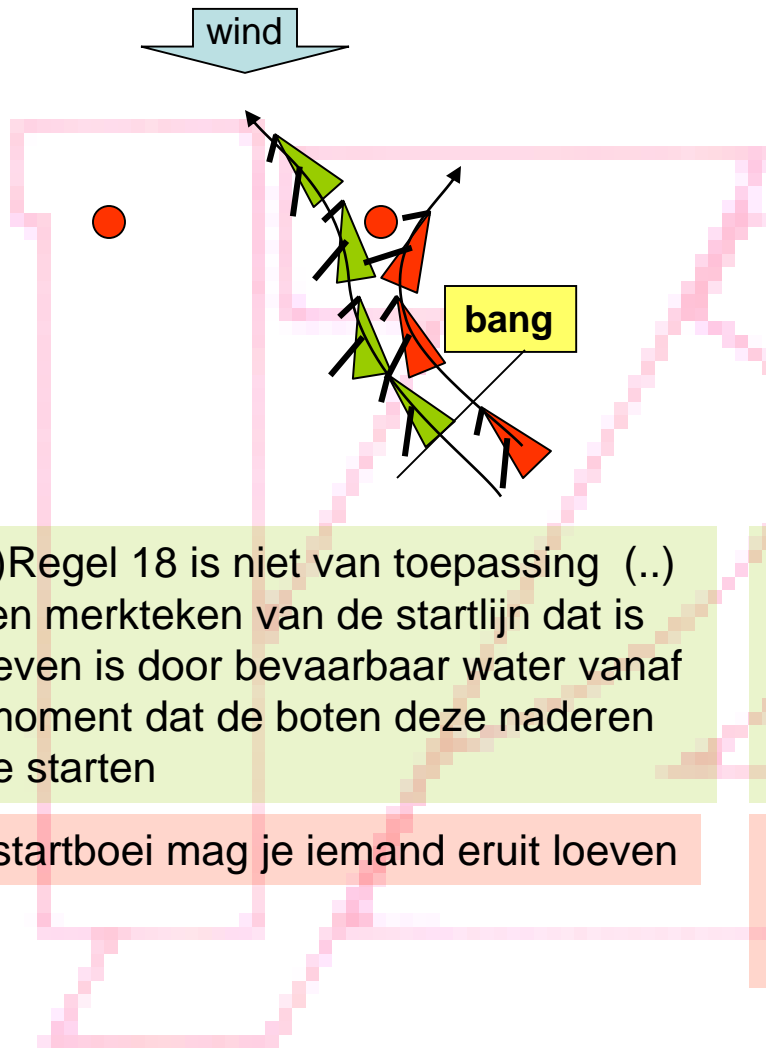 wind
bang
)Regel 18 is niet van toepassing (..)
en merkteken van de startlijn dat is
even is door bevaarbaar water vanaf
moment dat de boten deze naderen
e starten
startboei mag je iemand eruit loeven